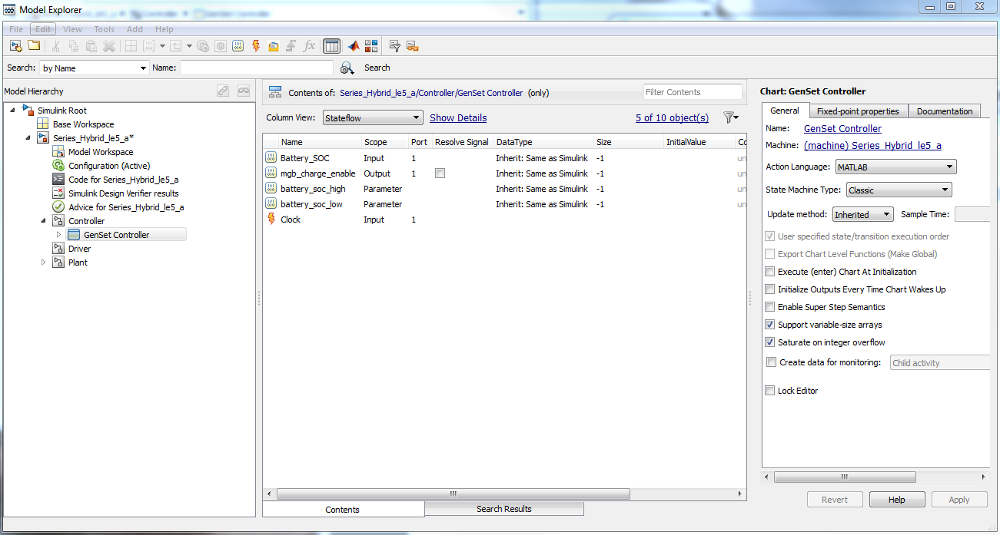 Model Explorer
File Edit View Tools Add Help
Search: by Name Name: Search
Model Hierarchy
Simulink Root
Base Workspace
Series_Hybrid_le5_a*
Model Workspace
Configuration (Active)
Code for Series_Hybrid_le5_a
Simulink Design Verifier results
Advice for Series_Hybrid_le5_a
Controller
GenSet Controller
Driver
Plant
Contents of: Series_Hybrid_le5_a/Controller/GenSet Controller (only) Filter Contents
Column View: Stateflow Show Details 5 of 10 object(s)
Name Scope Port Resolve Signal DataType Size InitialValue Co
Battery_SOC Input 1 Inherit: Same as Simulink -1 un
mgb_charge_enable Output 1 Inherit: Same as Simulink -1 un
battery_soc_high Parameter Inherit: Same as Simulink -1 un
battery_soc_low Parameter Inherit: Same as Simulink -1 un
Clock Input 1
Contents Search Results
Chart: GenSet Controller
General Fixed-point properties Documentation
Name: GenSet Controller
Machine: (machine) Series_Hybrid_le5_a
Action Language: MATLAB
State Machine Type: Classic
Update method: Inherited Sample Time:
User specified state/transition execution order
Export Chart Level Functions (Make Global)
Execute (enter) Chart At Initialization
Initialize Outputs Every Time Chart Wakes Up
Enable Super Step Semantics
Support variable-size arrays
Saturate on integer overflow
Create data for monitoring: Child activity
Lock Editor
Revert Help Apply